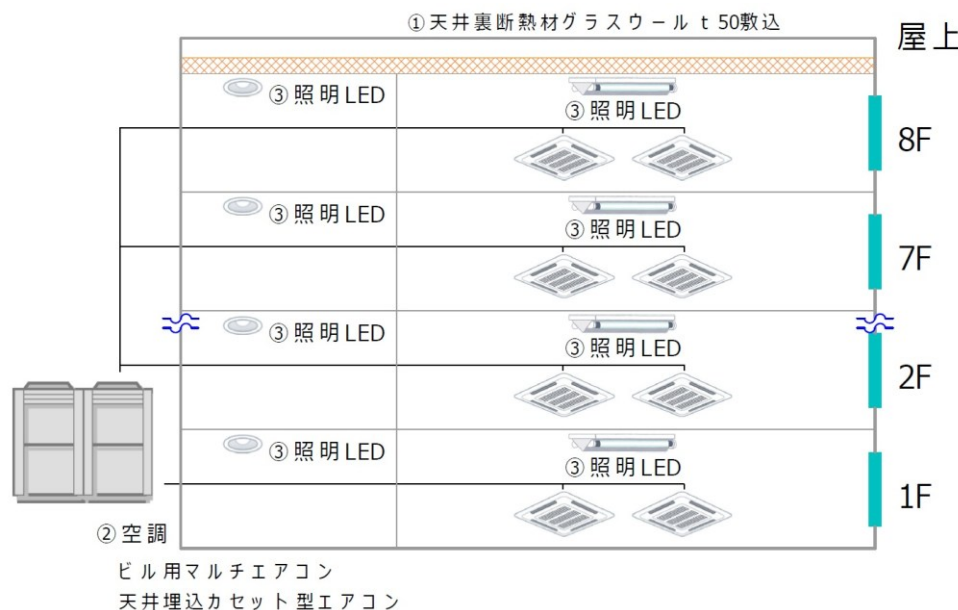 ①天井裏断熱材グラスウール t 50敷込
屋上
③照明LED
③照明LED
8F
③照明LED
③照明LED
7F
③照明LED
③照明LED
2F
③照明LED
③照明LED
1F
②空調
ビル用マルチエアコン
天井埋込カセット型エアコン